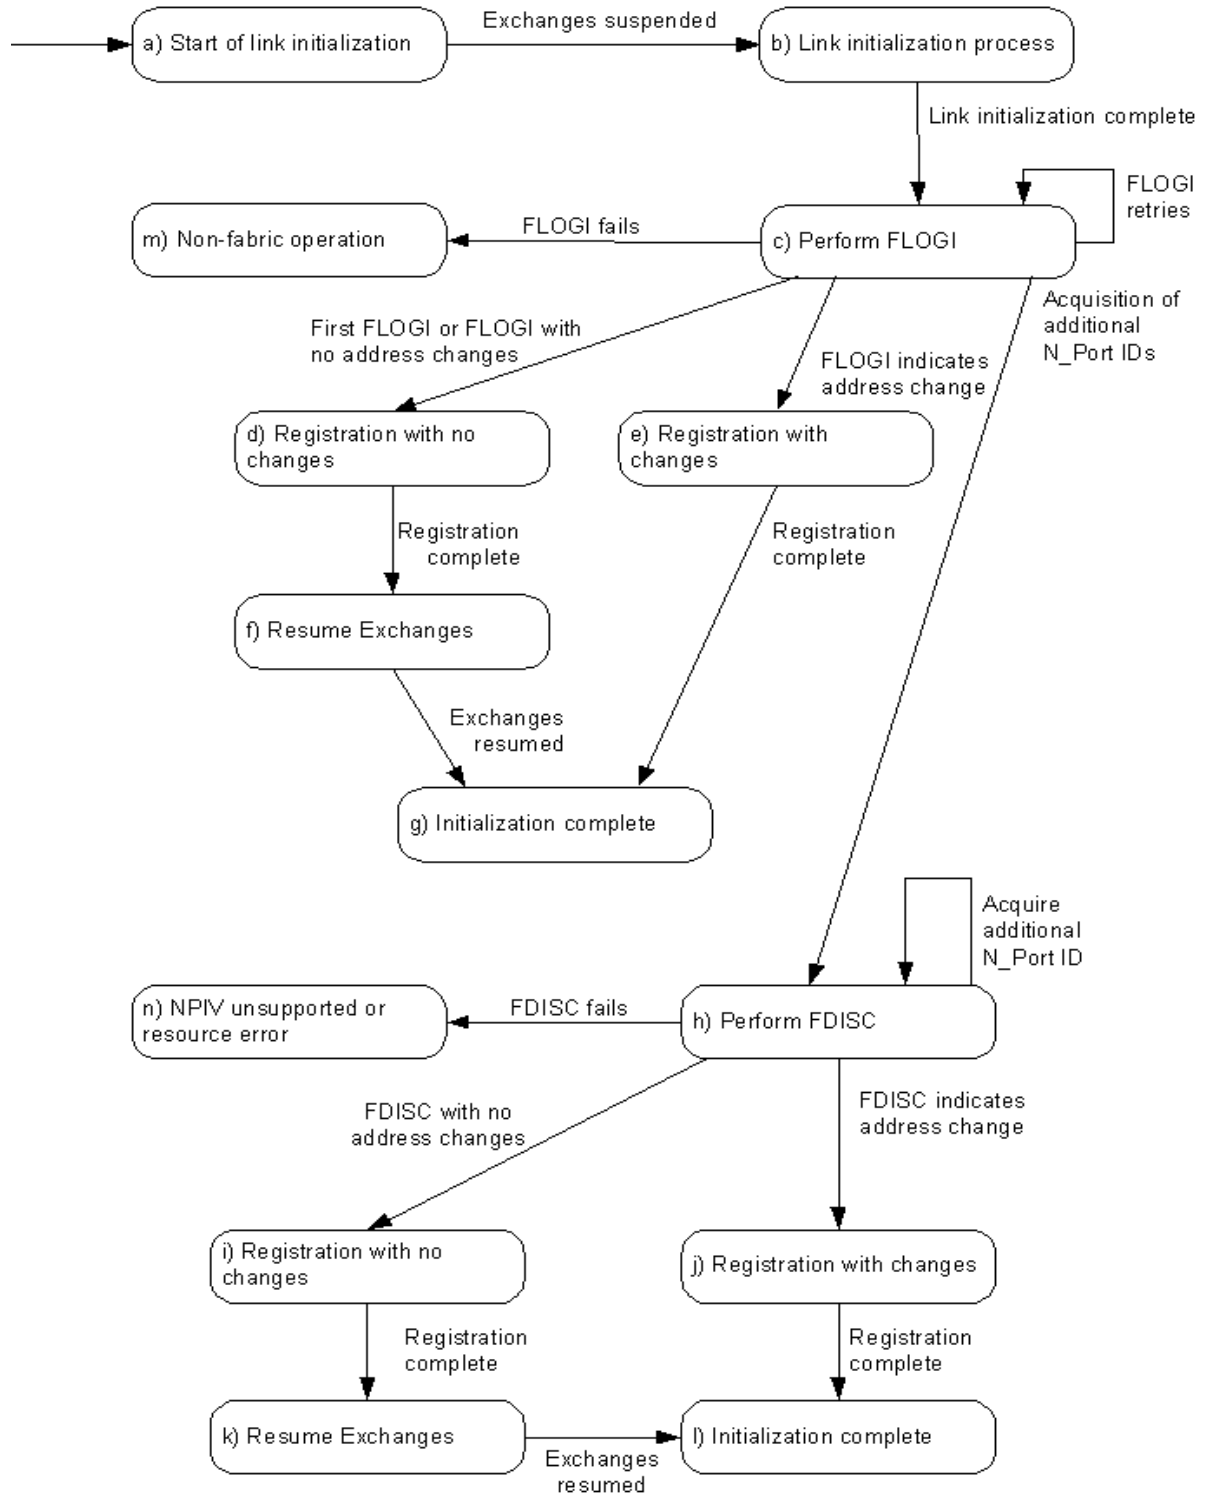 Exchanges suspended
a) Start of link initialization
b) Link initialization process
Link initialization complete
FLOGI
retries
m) Non-fabric operation
FLOGI fails
c) Perform FLOGI
Acquisition of
additional
N_Port IDs
First FLOGI or FLOGI with
no address changes
FLOGI indicates
address change
d) Registration with no
changes
e) Registration with
changes
Registration
complete
Registration
complete
f) Resume Exchanges
Exchanges
resumed
g) Initialization complete
Acquire
additional
N_Port ID
n) NPIV unsupported or
resource error
FDISC fails
h) Perform FDISC
FDISC with no
address changes
FDISC indicates
address change
i) Registration with no
changes
j) Registration with changes
Registration
complete
Registration
complete
k) Resume Exchanges
l) Initialization complete
Exchanges
resumed